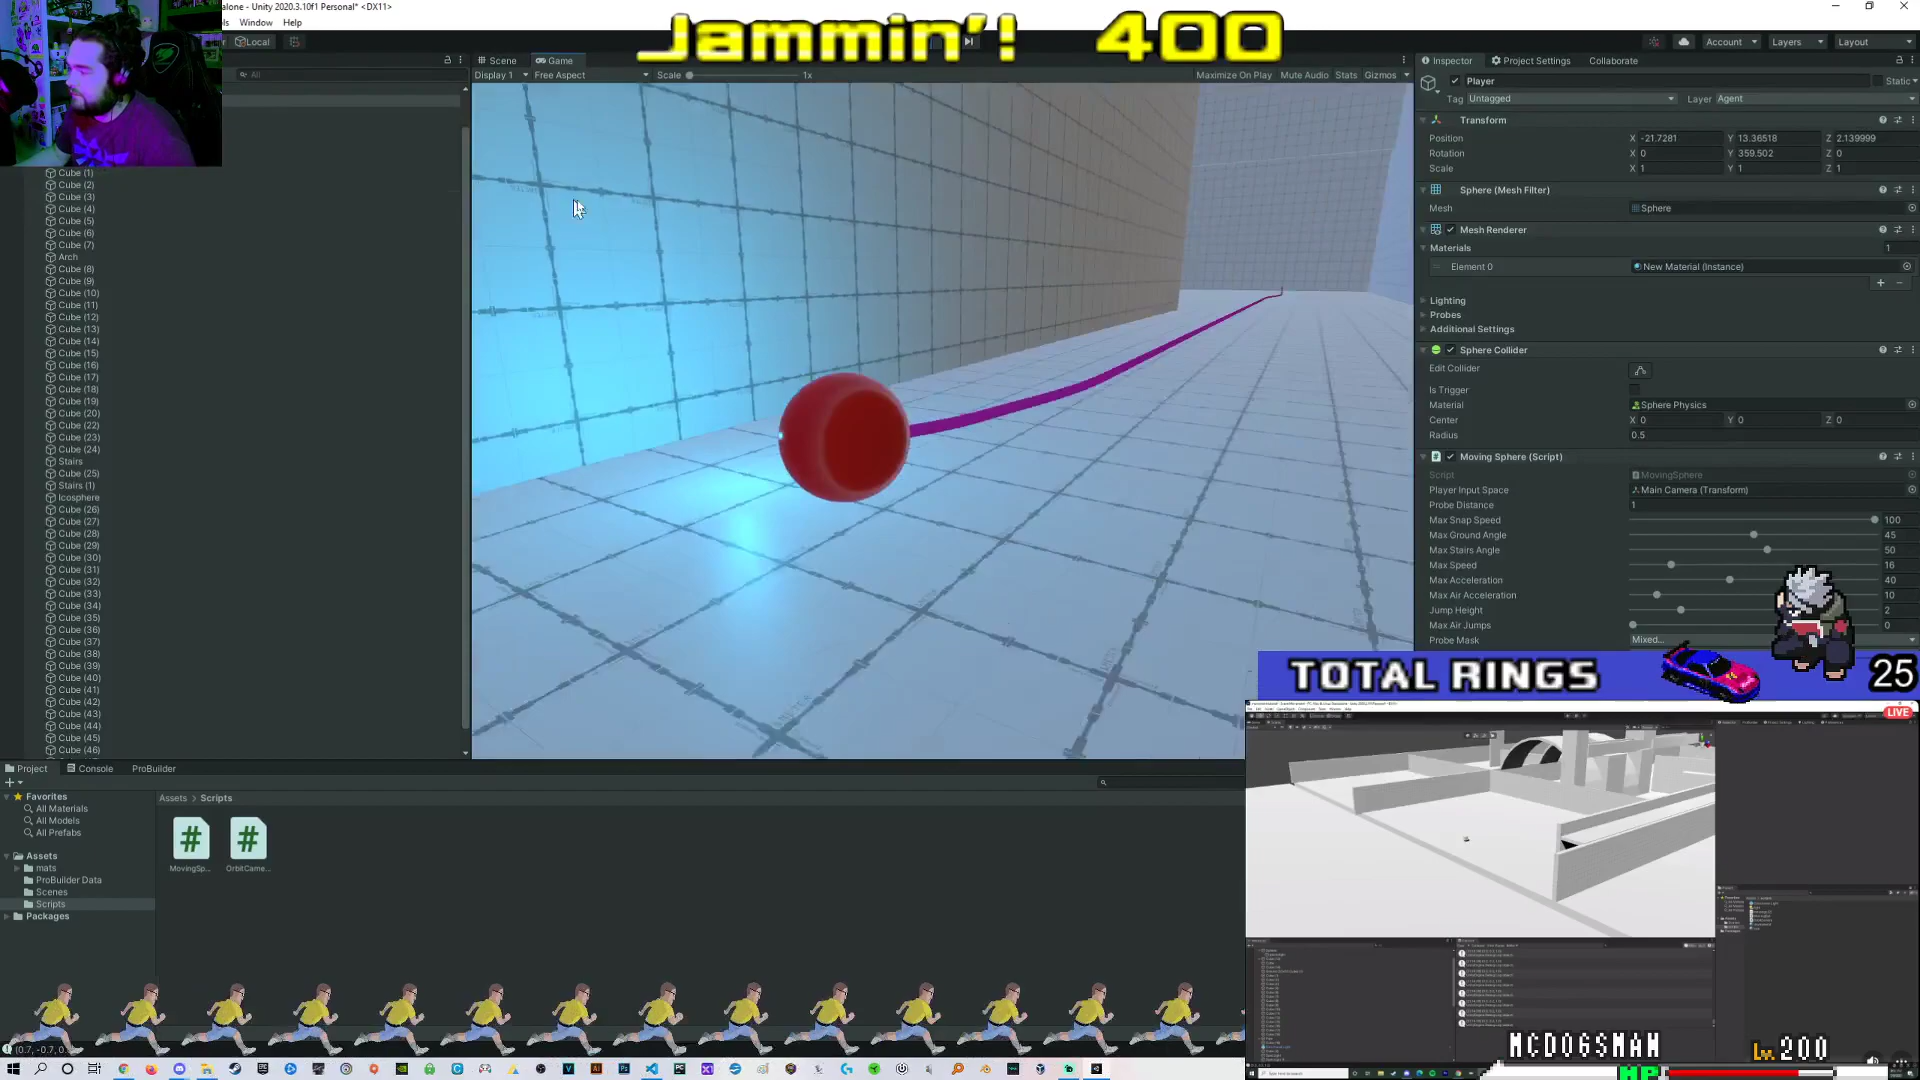 alone - Unity 2020.3.10f1 Personal* <DX11>
Window Help
Local
Jammin'! 400
Account Layers Layout
All
Scene Game
Display 1 Free Aspect Scale 1x Maximize On Play Mute Audio Stats Gizmos
Cube (1)
Cube (2)
Cube (3)
Cube (4)
Cube (5)
Cube (6)
Cube (7)
Arch
Cube (8)
Cube (9)
Cube (10)
Cube (11)
Cube (12)
Cube (13)
Cube (14)
Cube (15)
Cube (16)
Cube (17)
Cube (18)
Cube (19)
Cube (20)
Cube (22)
Cube (23)
Cube (24)
Stairs
Cube (25)
Stairs (1)
Icosphere
Cube (26)
Cube (27)
Cube (28)
Cube (29)
Cube (30)
Cube (31)
Cube (32)
Cube (33)
Cube (34)
Cube (35)
Cube (36)
Cube (37)
Cube (38)
Cube (39)
Cube (40)
Cube (41)
Cube (42)
Cube (43)
Cube (44)
Cube (45)
Cube (46)
Inspector Project Settings Collaborate
Player Static
Tag Untagged Layer Agent
Transform
Position X -21.7281 Y 13.36518 Z 2.139999
Rotation X 0 Y 359.502 Z 0
Scale X 1 Y 1 Z 1
Sphere (Mesh Filter)
Mesh Sphere
Mesh Renderer
Materials 1
Element 0 New Material (Instance)
Lighting
Probes
Additional Settings
Sphere Collider
Edit Collider
Is Trigger
Material Sphere Physics
Center X 0 Y 0 Z 0
Radius 0.5
Moving Sphere (Script)
Script MovingSphere
Player Input Space Main Camera (Transform)
Probe Distance 1
Max Snap Speed 100
Max Ground Angle 45
Max Stairs Angle 50
Max Speed 16
Max Acceleration 40
Max Air Acceleration 10
Jump Height 2
Max Air Jumps 0
Probe Mask Mixed...
TOTAL RINGS 25
LIVE
Project Console ProBuilder
Favorites
All Materials
All Models
All Prefabs
Assets
mats
ProBuilder Data
Scenes
Scripts
Packages
Assets > Scripts
MovingSp... OrbitCame...
(0.7, -0.7, 0.
MCDOGSMAN Lv.200
HP